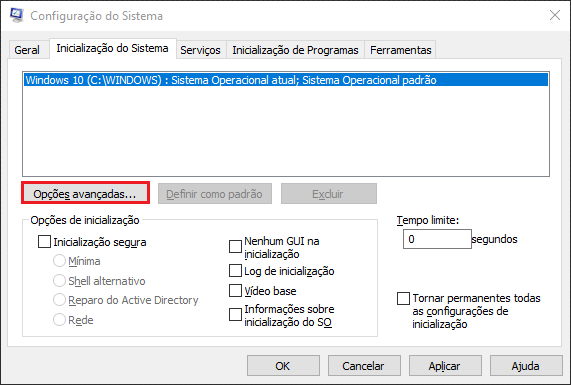 Configuração do Sistema
Geral Inicialização do Sistema Serviços Inicialização de Programas Ferramentas
Windows 10 (C:\WINDOWS) : Sistema Operacional atual; Sistema Operacional padrão
Opções avançadas... Definir como padrão Excluir
Opções de inicialização
Inicialização segura
Mínima
Shell alternativo
Reparo do Active Directory
Rede
Nenhum GUI na
inicialização
Log de inicialização
Vídeo base
Informações sobre
inicialização do SO
Tempo limite:
0 segundos
Tornar permanentes todas
as configurações de
inicialização
OK Cancelar Aplicar Ajuda